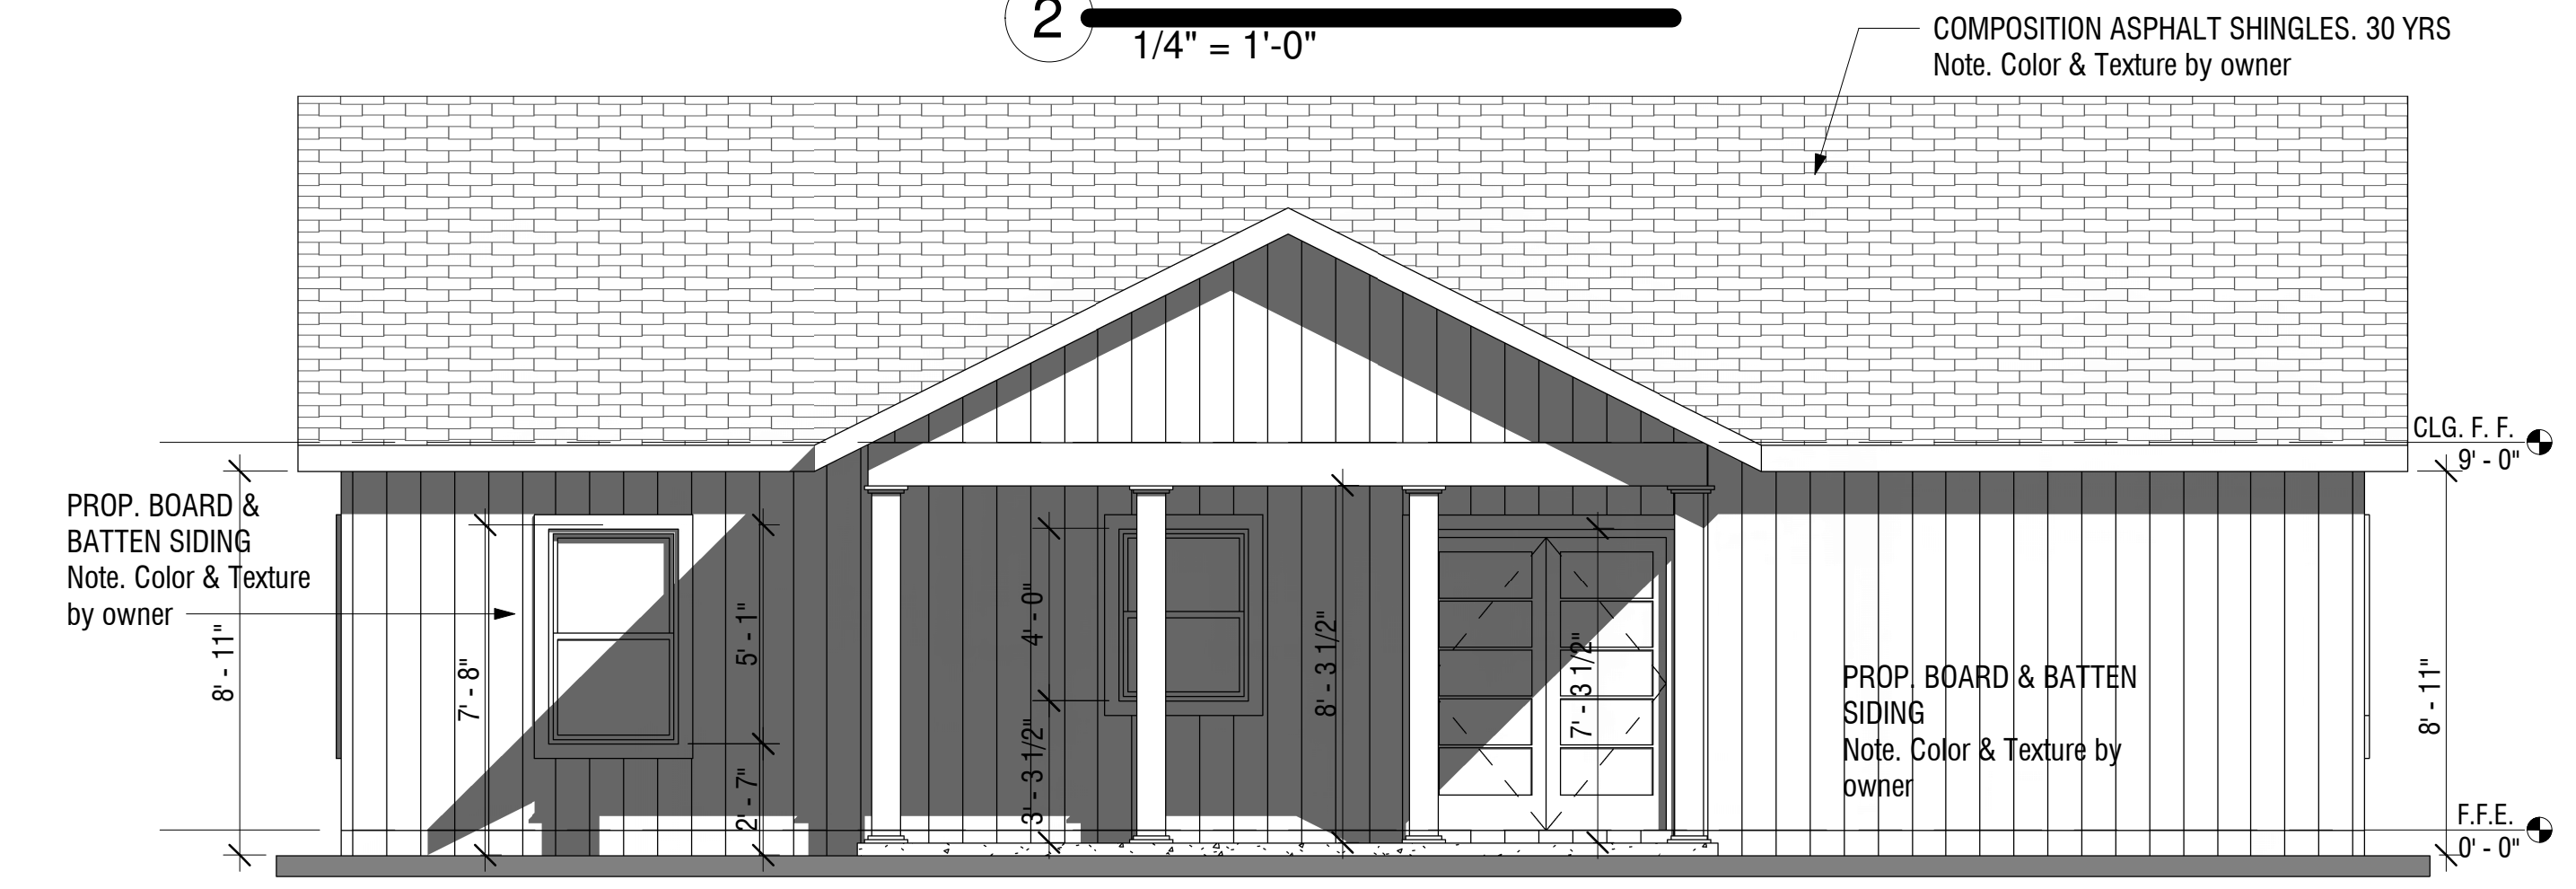 2
1/4" = 1'-0"
COMPOSITION ASPHALT SHINGLES. 30 YRS
Note. Color & Texture by owner
CLG. F. F.
9' - 0"
PROP. BOARD &
BATTEN SIDING
Note. Color & Texture
by owner
8' - 11"
7' - 8"
5' - 1"
2' - 7"
4' - 0"
3' - 3 1/2"
8' - 3 1/2"
7' - 3 1/2"
PROP. BOARD & BATTEN
SIDING
Note. Color & Texture by
owner
8' - 11"
F.F.E.
0' - 0"